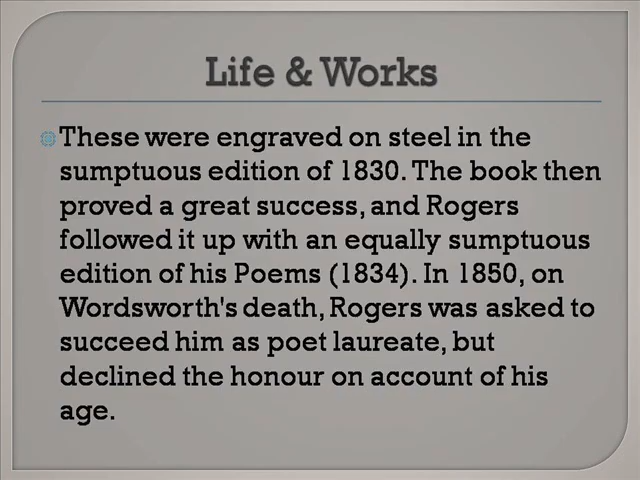 Life & Works
These were engraved on steel in the
sumptuous edition of 1830. The book then
proved a great success, and Rogers
followed it up with an equally sumptuous
edition of his Poems (1834). In 1850, on
Wordsworth's death, Rogers was asked to
succeed him as poet laureate, but
declined the honour on account of his
age.